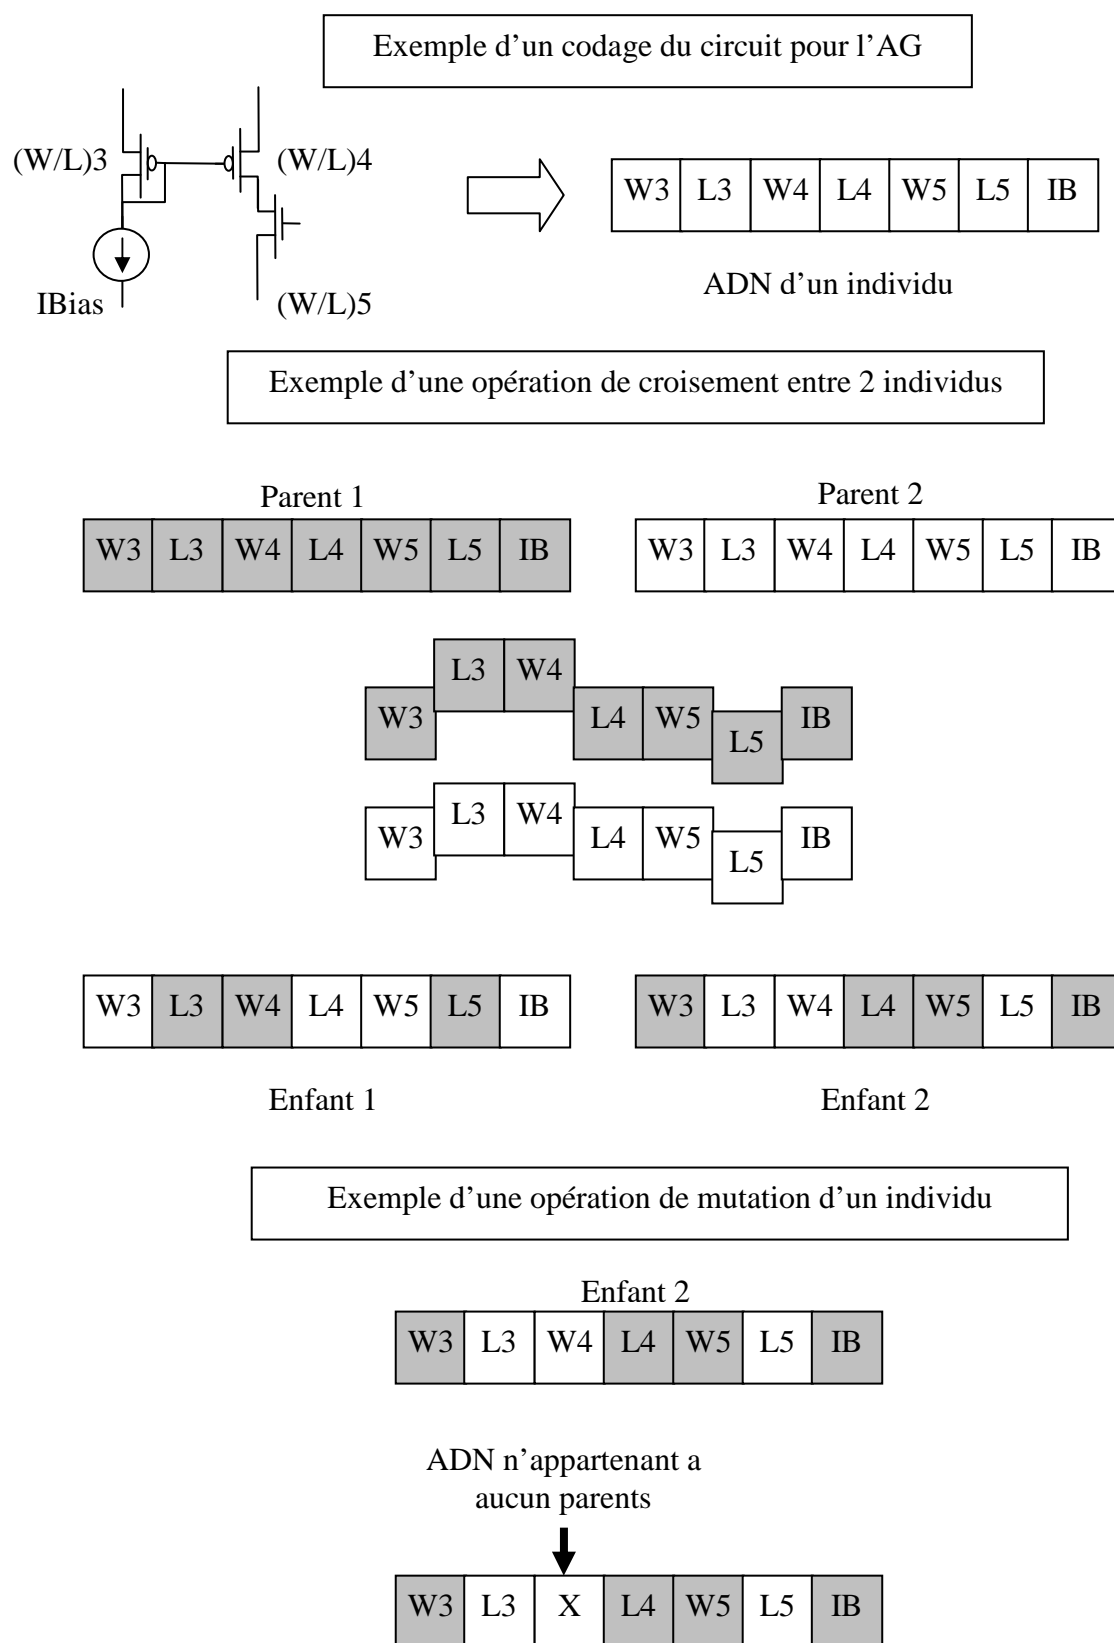 Exemple d’un codage du circuit pour l’AG
(W/L)3
(W/L)4
W3 L3 W4 L4 W5 L5 IB
ADN d’un individu
IBias
(W/L)5
Exemple d’une opération de croisement entre 2 individus
Parent 1
Parent 2
W3 L3 W4 L4 W5 L5 IB
W3 L3 W4 L4 W5 L5 IB
W3 L3 W4 L4 W5 L5 IB
W3 L3 W4 L4 W5 L5 IB
W3 L3 W4 L4 W5 L5 IB
W3 L3 W4 L4 W5 L5 IB
Enfant 1
Enfant 2
Exemple d’une opération de mutation d’un individu
Enfant 2
W3 L3 W4 L4 W5 L5 IB
ADN n’appartenant a
aucun parents
W3 L3 X L4 W5 L5 IB